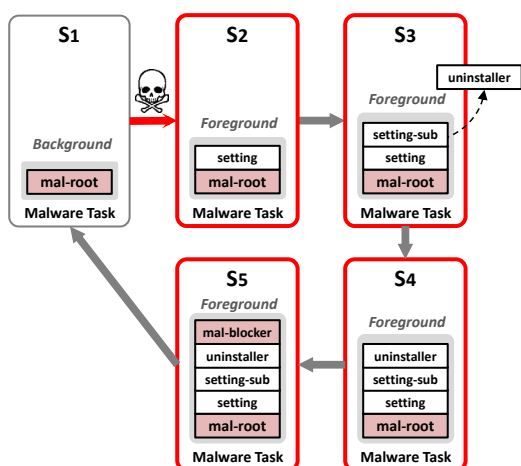 S1
Background
mal-root
Malware Task
S2
Foreground
setting
mal-root
Malware Task
S3
Foreground
setting-sub
setting
mal-root
Malware Task
uninstaller
S5
Foreground
mal-blocker
uninstaller
setting-sub
setting
mal-root
Malware Task
S4
Foreground
uninstaller
setting-sub
setting
mal-root
Malware Task